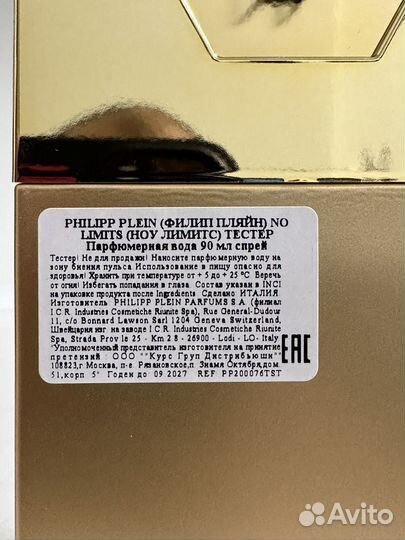 PHILIPP PLEIN (ФИЛИП ПЛЯЙН) NO
LIMITS (НОУ ЛИМИТС) ТЕСТЕР
Парфюмерная вода 90 мл спрей
Тестер| Не для продажи| Наносите парфюмерную воду на
зону биения пульса Использование в пищу опасно для
здоровья| Хранить при температуре от + 5 до + 25 °С Беречь
от огня| Избегать попадания в глаза. Состав указан в INCI
на упаковке продукта после Ingredients Сделано ИТАЛИЯ
Изготовитель PHILIPP PLEIN PARFUMS S.A. (филиал
I.C.R. Industries Cosmetiche Riunite Spa), Rue General-Dudour
11, c/o Bonnard Lawson Sarl 1204 Geneva Switzerland,
Швейцария изг на заводе I.C.R. Industries Cosmetiche Riunite
Spa, Strada Prov le 25 - Km 2 8 - 26900 - Lodi - LO- Italy
"Уполномоченный представитель изготовителя на принятие
претензий : ООО ""Курс Груп Дистрибьюшн""
108823,г Москва, п-е Рязановское,п Знамя Октябрядом.
51,корп 5" Годен до 09.2027 REF PP200076TST
EAC
Avito